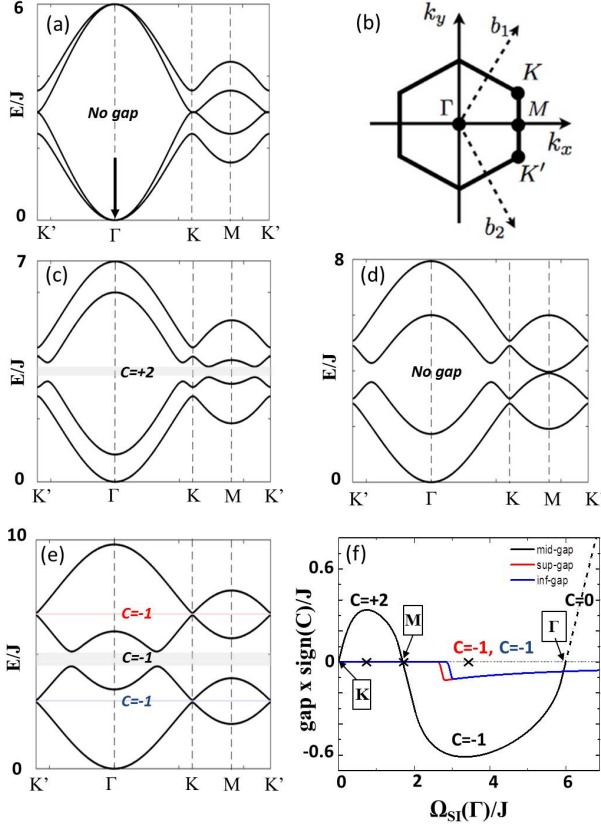 (a)
6
E/J
No gap
0
K’ Γ K M K’
(b)
k_y
b_1
K
Γ
M
k_x
K′
b_2
(c)
7
E/J
C=+2
0
K’ Γ K M K’
(d)
8
E/J
No gap
0
K’ Γ K M K’
(e)
10
E/J
C=-1
C=-1
C=-1
0
K’ Γ K M K’
(f)
mid-gap
sup-gap
inf-gap
gap x sign(C)/J
0.6
0
-0.6
C=+2
M
C=-1, C=-1
C=0
Γ
K
C=-1
0 2 4 6
Ω_SI(Γ)/J